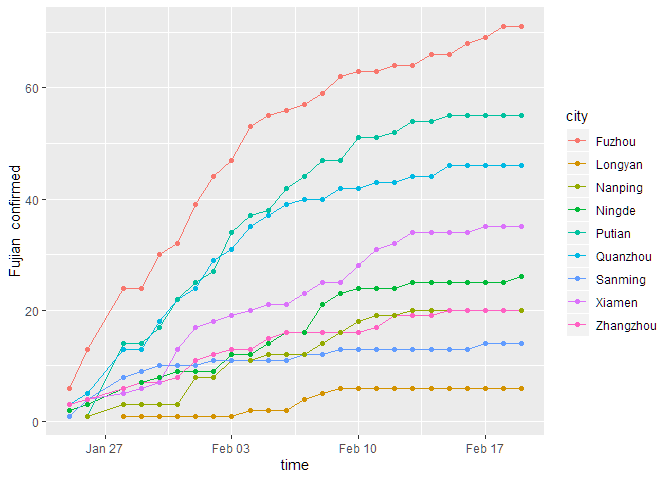 Fujian confirmed
60
40
20
0
Jan 27
Feb 03
Feb 10
Feb 17
time
city
Fuzhou
Longyan
Nanping
Ningde
Putian
Quanzhou
Sanming
Xiamen
Zhangzhou